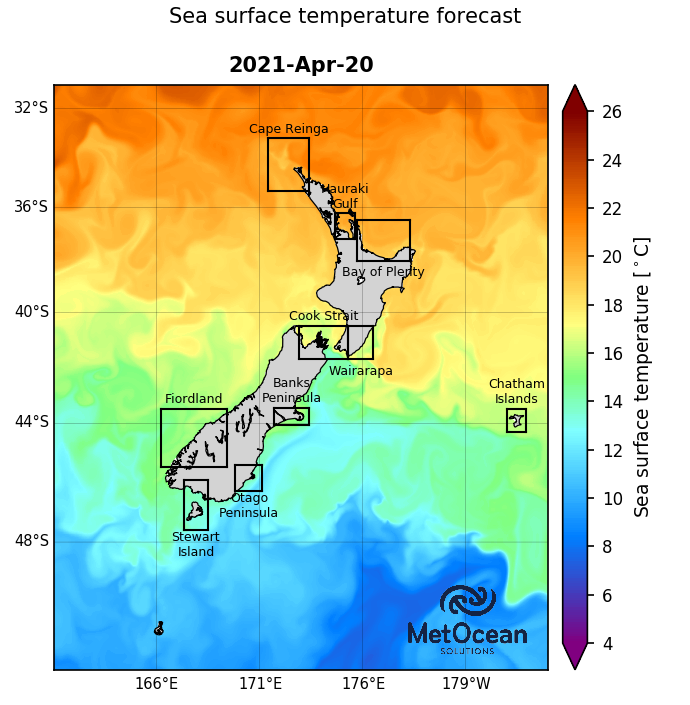 Sea surface temperature forecast
2021-Apr-20
32°S
36°S
40°S
44°S
48°S
166°E
171°E
176°E
179°W
Cape Reinga
Hauraki
Gulf
Bay of Plenty
Cook Strait
Wairarapa
Banks
Peninsula
Fiordland
Chatham
Islands
Otago
Peninsula
Stewart
Island
MetOcean
SOLUTIONS
26
24
22
20
18
16
14
12
10
8
6
4
Sea surface temperature [°C]